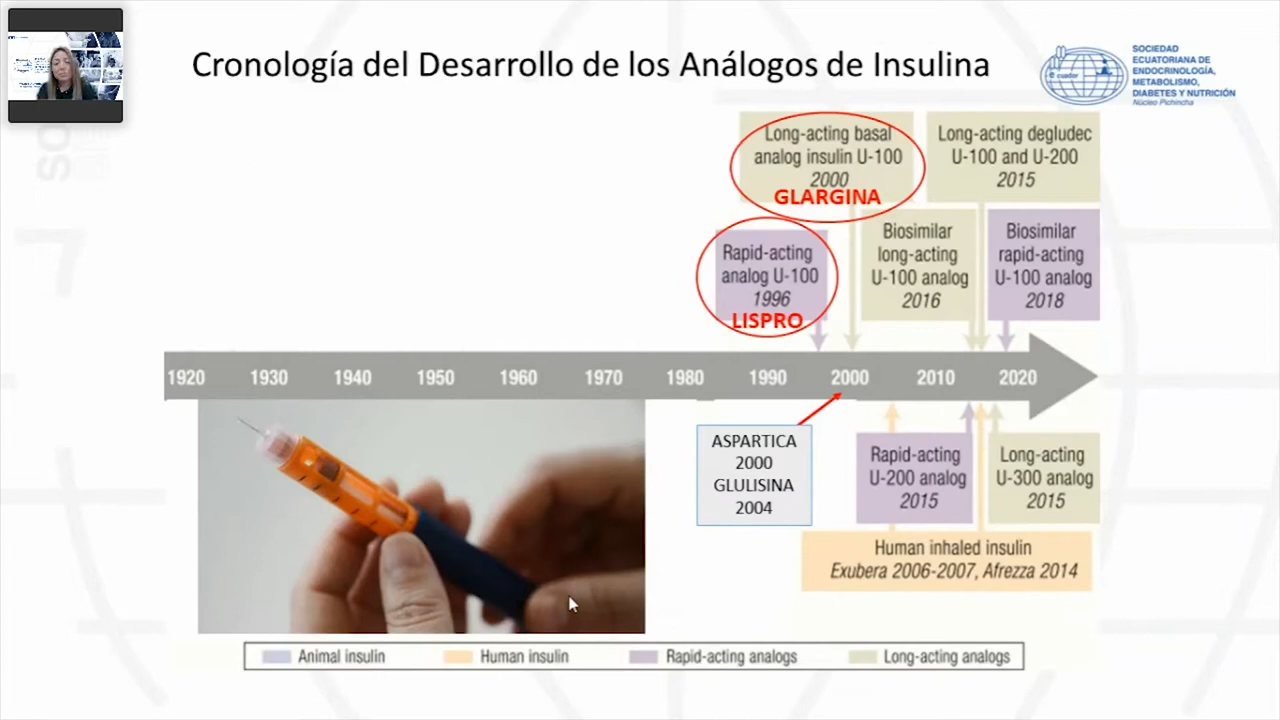 Cronología del Desarrollo de los Análogos de Insulina
SOCIEDAD
ECUATORIANA DE
ENDOCRINOLOGÍA,
METABOLISMO,
DIABETES Y NUTRICIÓN
Núcleo Pichincha
ecuador
Long-acting basal
analog insulin U-100
2000
GLARGINA
Long-acting degludec
U-100 and U-200
2015
Rapid-acting
analog U-100
1996
LISPRO
Biosimilar
long-acting
U-100 analog
2016
Biosimilar
rapid-acting
U-100 analog
2018
1920 1930 1940 1950 1960 1970 1980 1990 2000 2010 2020
ASPARTICA
2000
GLULISINA
2004
Rapid-acting
U-200 analog
2015
Long-acting
U-300 analog
2015
Human inhaled insulin
Exubera 2006-2007, Afrezza 2014
Animal insulin
Human insulin
Rapid-acting analogs
Long-acting analogs